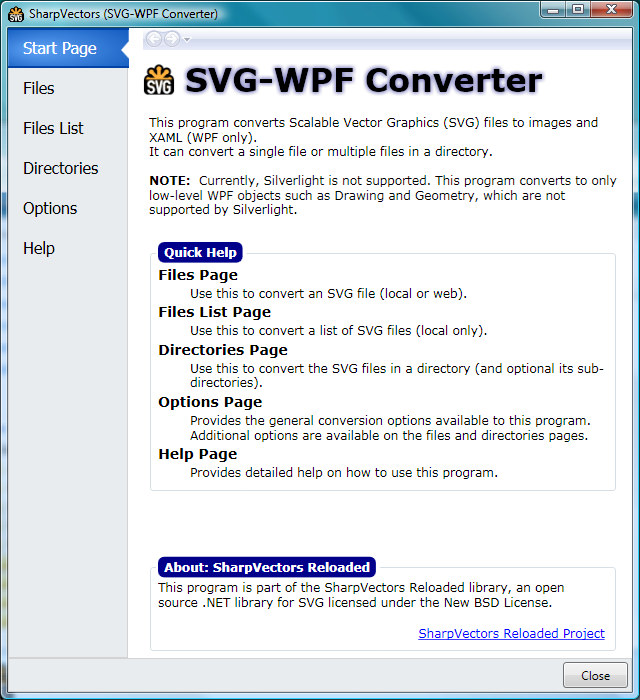 SharpVectors (SVG-WPF Converter)
Start Page
Files
Files List
Directories
Options
Help
SVG
SVG-WPF Converter
This program converts Scalable Vector Graphics (SVG) files to images and
XAML (WPF only).
It can convert a single file or multiple files in a directory.
NOTE: Currently, Silverlight is not supported. This program converts to only
low-level WPF objects such as Drawing and Geometry, which are not
supported by Silverlight.
Quick Help
Files Page
Use this to convert an SVG file (local or web).
Files List Page
Use this to convert a list of SVG files (local only).
Directories Page
Use this to convert the SVG files in a directory (and optional its sub-
directories).
Options Page
Provides the general conversion options available to this program.
Additional options are available on the files and directories pages.
Help Page
Provides detailed help on how to use this program.
About: SharpVectors Reloaded
This program is part of the SharpVectors Reloaded library, an open
source .NET library for SVG licensed under the New BSD License.
SharpVectors Reloaded Project
Close